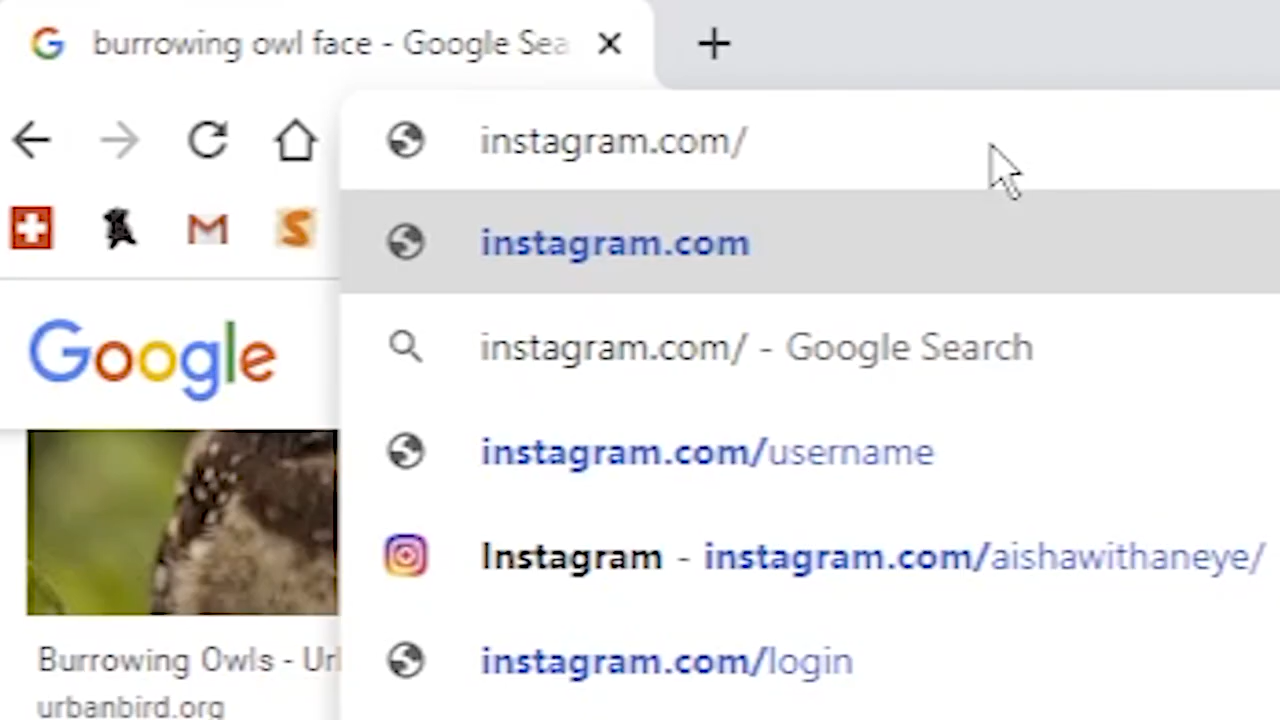 burrowing owl face - Google Sea
instagram.com/
instagram.com
Google
instagram.com/ - Google Search
instagram.com/username
Instagram - instagram.com/aishawithaneye/
Burrowing Owls - Url
instagram.com/login
urbanbird.org